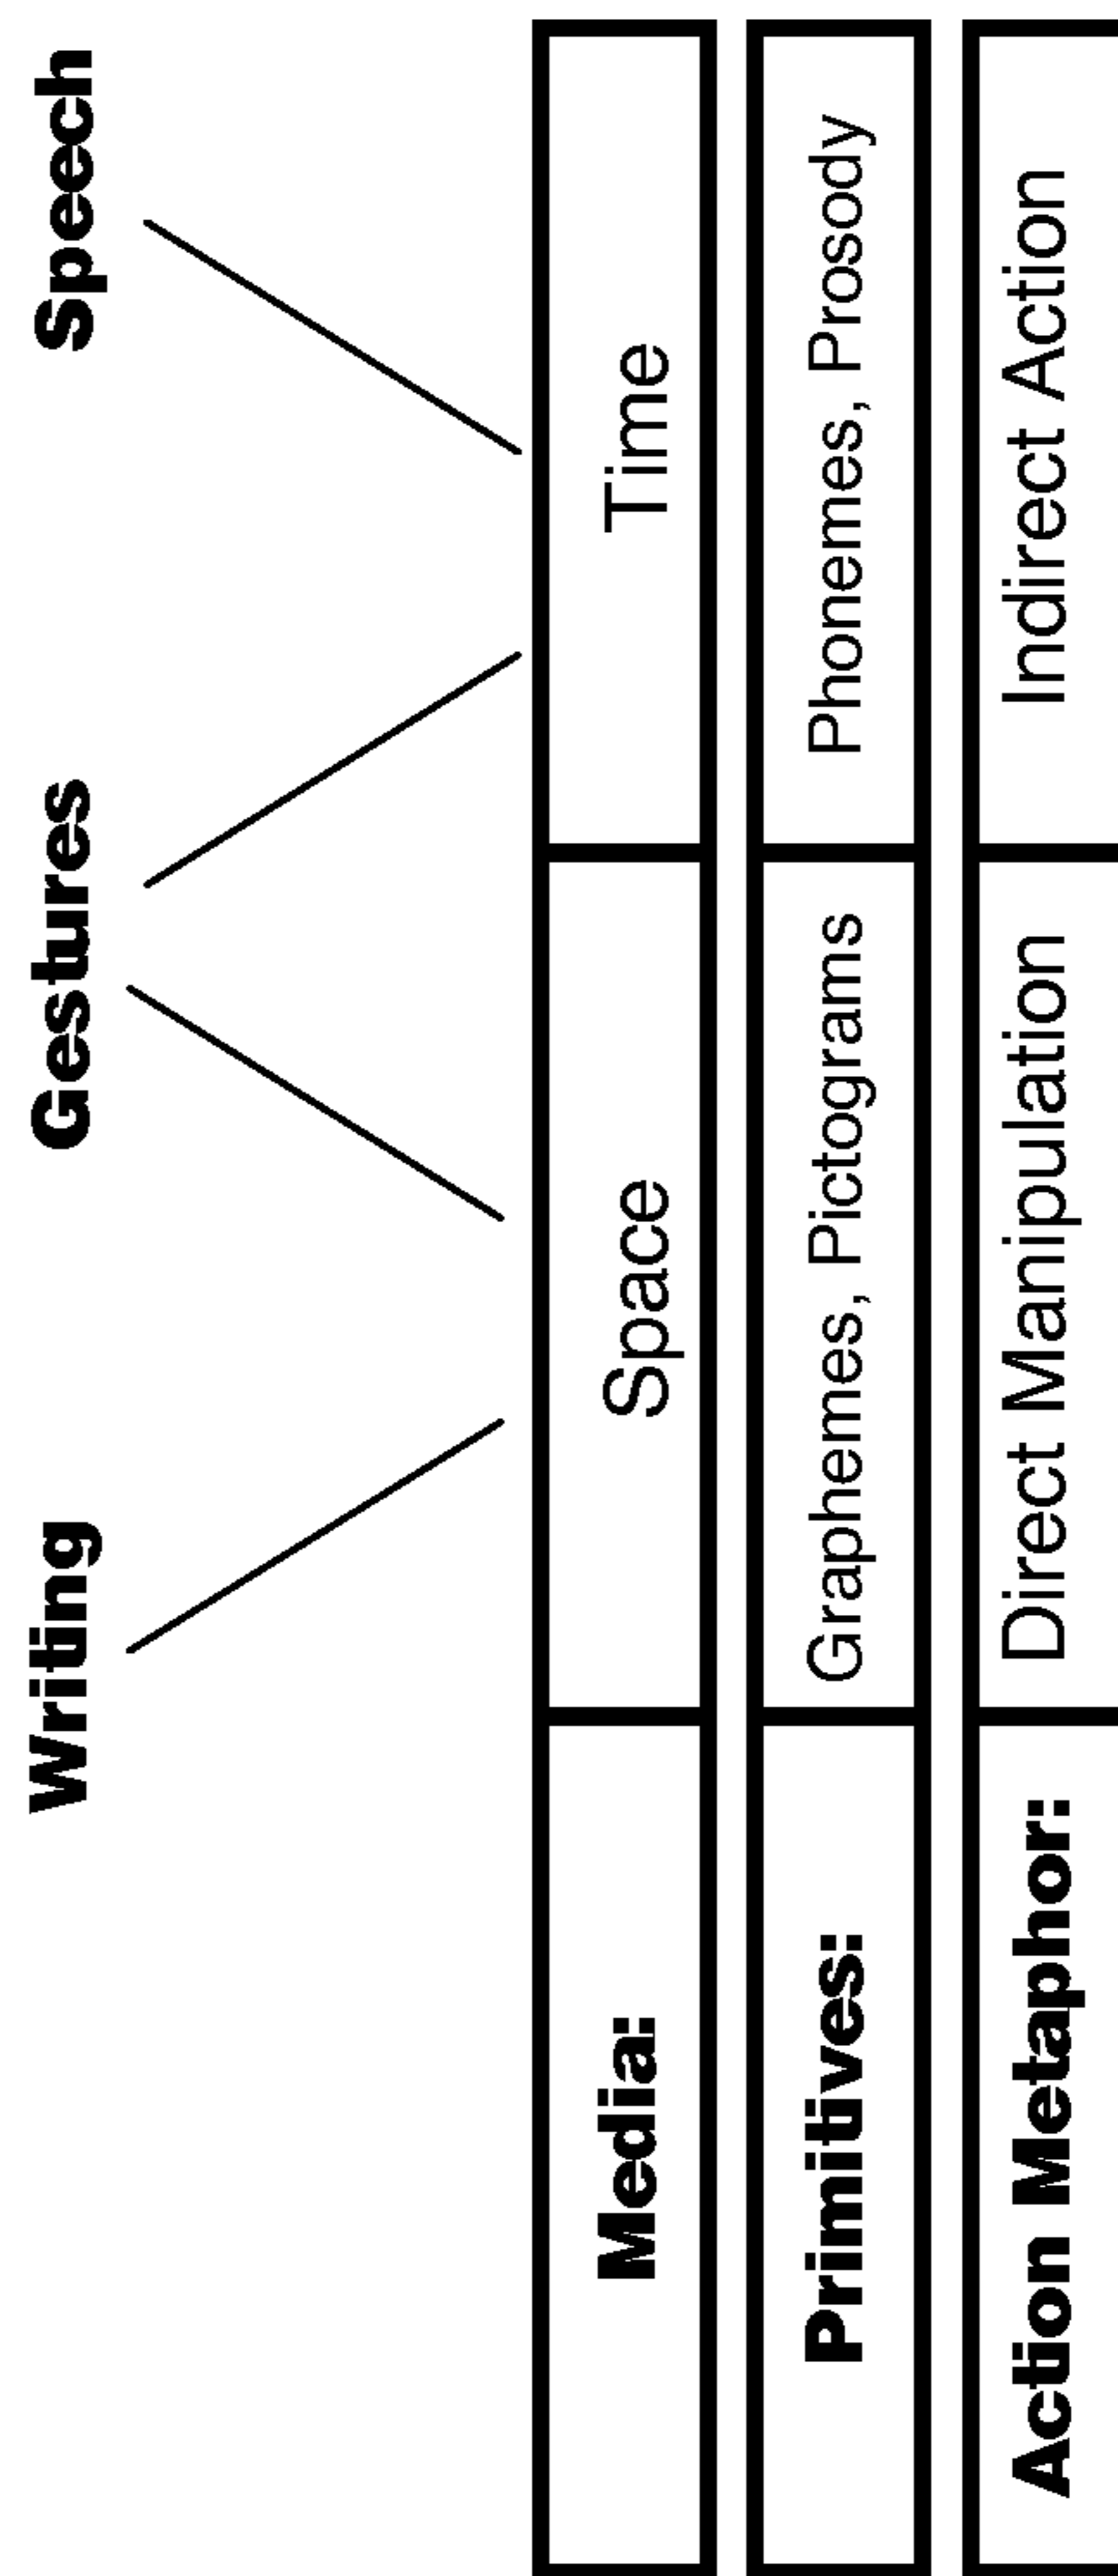 Writing Gestures Speech
Media: Space Time
Primitives: Graphemes, Pictograms Phonemes, Prosody
Action Metaphor: Direct Manipulation Indirect Action